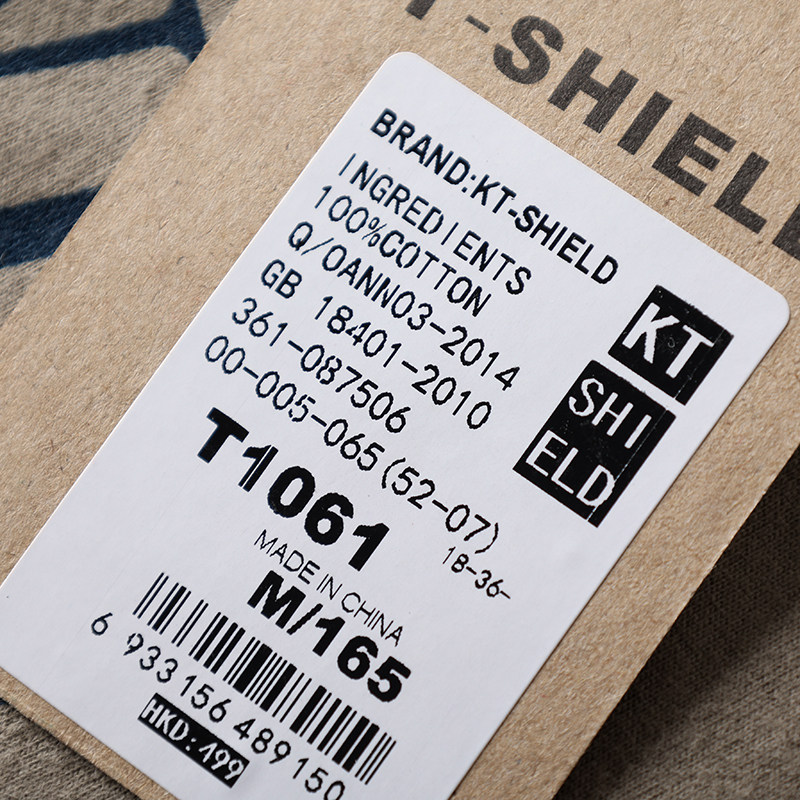 T-SHIEL
BRAND:KT-SHIELD
INGREDIENTS
100%COTTON
Q/OANN03-2014
GB 18401-2010
361-087506
00-005-065(52-07)
18-36-
KT
SHI
ELD
T1061
MADE IN CHINA
M/165
6 933156 489150
HKD:499